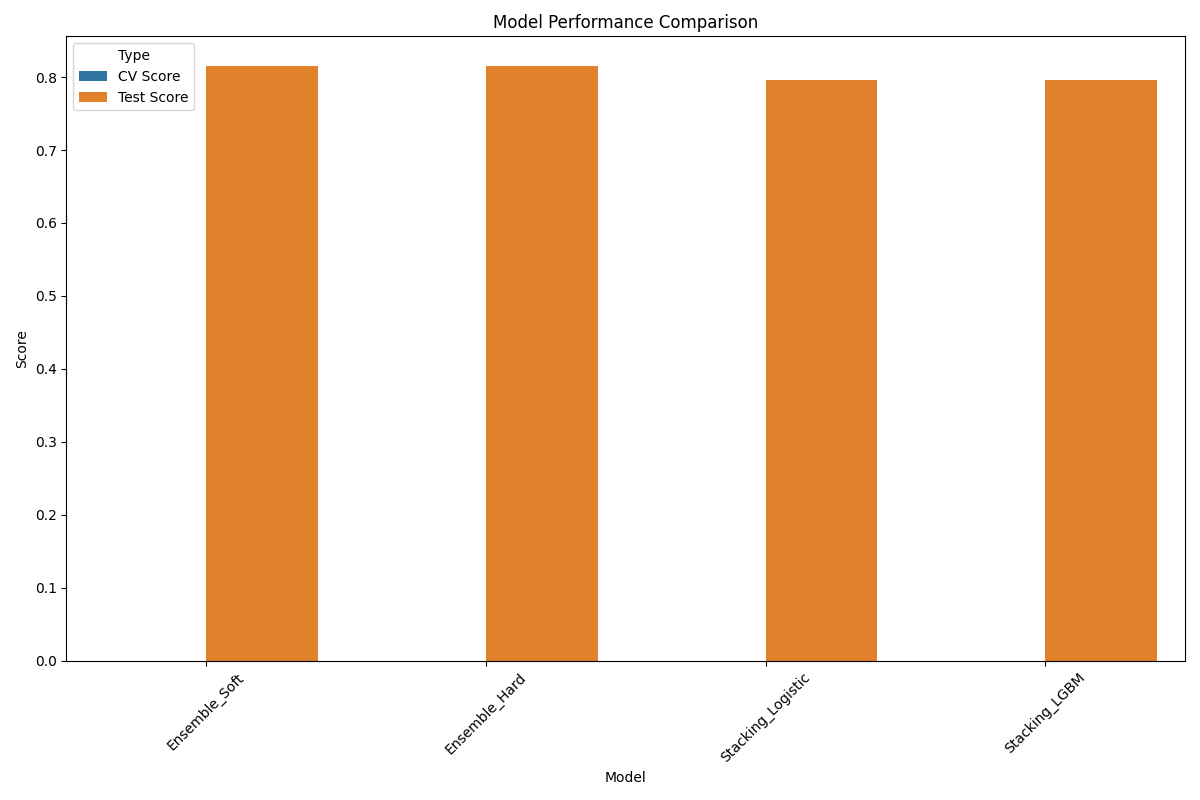 Model Performance Comparison
Type
CV Score
Test Score
0.8
0.7
0.6
0.5
0.4
0.3
0.2
0.1
0.0
Score
Ensemble_Soft
Ensemble_Hard
Stacking_Logistic
Stacking_LGBM
Model